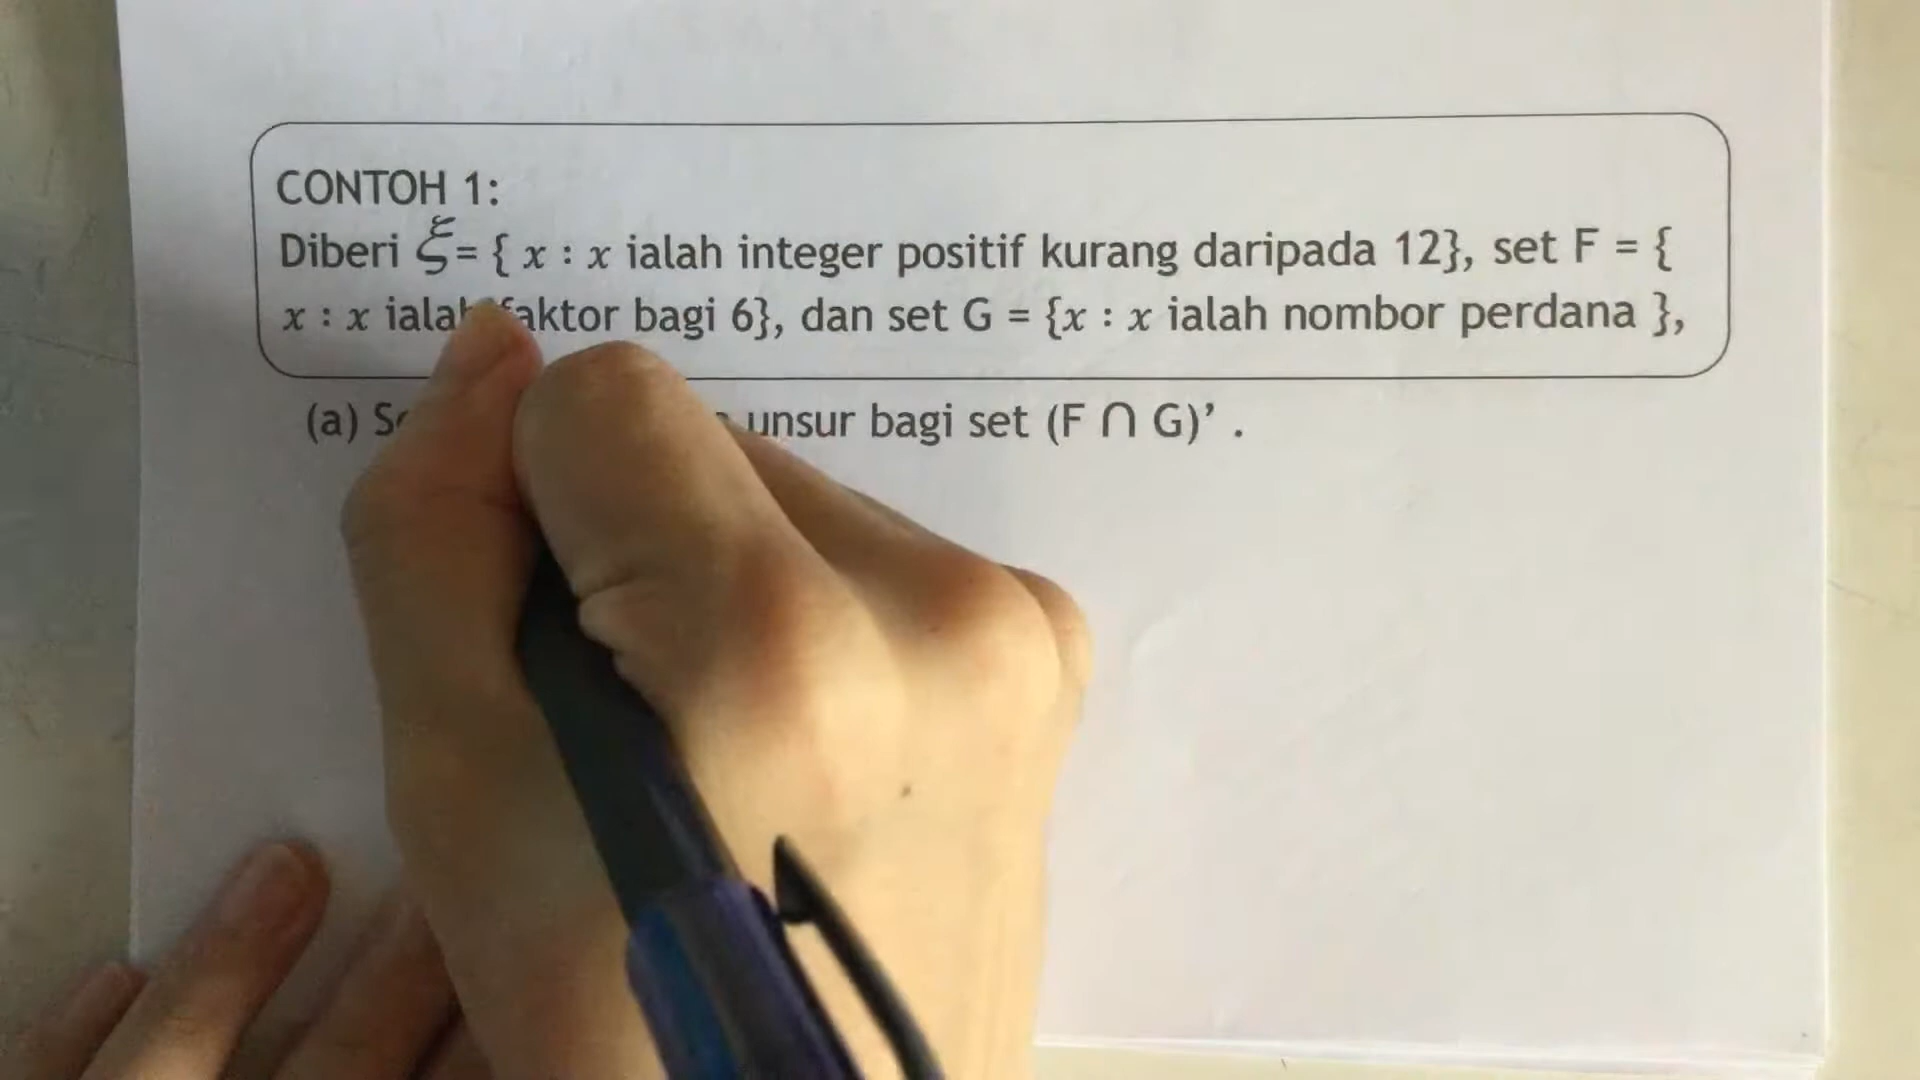 CONTOH 1:
Diberi ξ= { x : x ialah integer positif kurang daripada 12}, set F = {
x : x ialah faktor bagi 6}, dan set G = {x : x ialah nombor perdana },
(a) unsur bagi set (F ∩ G)’ .